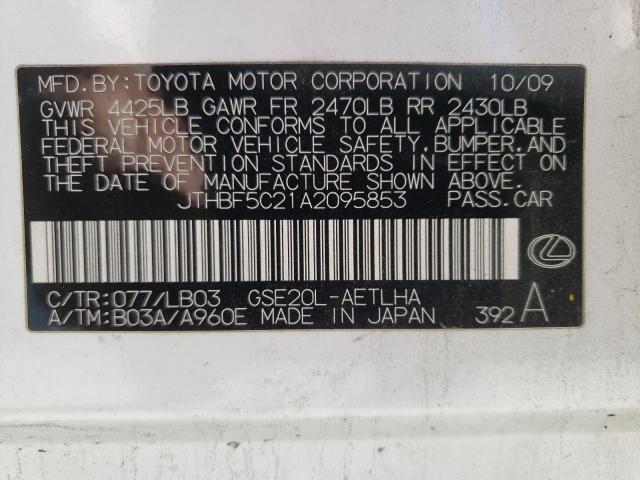 MFD. BY: TOYOTA MOTOR CORPORATION 10/09
GVWR 4425LB GAWR FR 2470LB RR 2430LB
THIS VEHICLE CONFORMS TO ALL APPLICABLE
FEDERAL MOTOR VEHICLE SAFETY, BUMPER, AND
THEFT PREVENTION STANDARDS IN EFFECT ON
THE DATE OF MANUFACTURE SHOWN ABOVE.
JTHBF5C21A2095853 PASS. CAR
C/TR: 077/LB03 GSE20L-AETLHA
A/TM: B03A/A960E MADE IN JAPAN 392 A